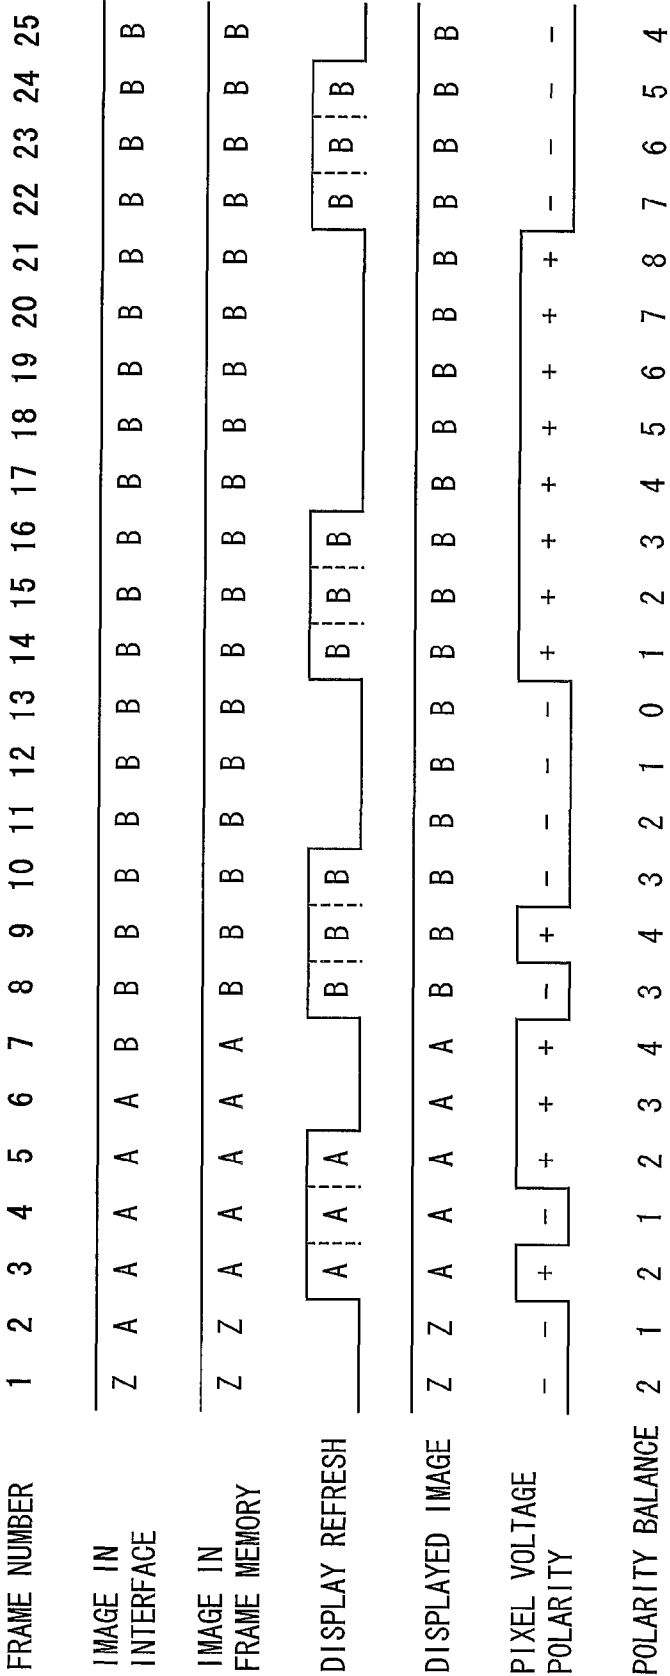 FRAME NUMBER 1 2 3 4 5 6 7 8 9 10 11 12 13 14 15 16 17 18 19 20 21 22 23 24 25
IMAGE IN
INTERFACE Z A A A A A B B B B B B B B B B B B B B B B B B B
IMAGE IN
FRAME MEMORY Z Z A A A A A B B B B B B B B B B B B B B B B B B
DISPLAY REFRESH A A A B B B B B B B B B
DISPLAYED IMAGE Z Z A A A A A B B B B B B B B B B B B B B B B B B
PIXEL VOLTAGE
POLARITY − − + − + + + − + − − − − + + + + + + + + − − − −
POLARITY BALANCE 2 1 2 1 2 3 4 3 4 3 2 1 0 1 2 3 4 5 6 7 8 7 6 5 4